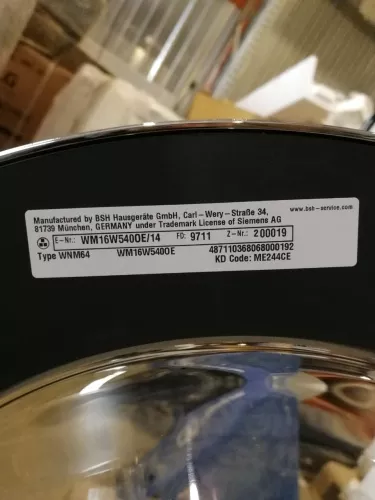 Manufactured by BSH Hausgeräte GmbH, Carl-Wery-Straße 34, www.bsh-service.com
81739 München, GERMANY under Trademark License of Siemens AG
E-Nr.: WM16W540OE/14 FD: 9711 Z-Nr.: 200019
Type WNM64 WM16W540OE 487110368068000192
KD Code: ME244CE